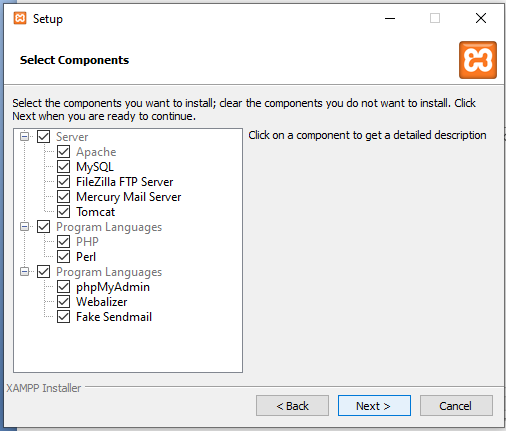 Setup
Select Components
Select the components you want to install; clear the components you do not want to install. Click
Next when you are ready to continue.
Server
Apache
MySQL
FileZilla FTP Server
Mercury Mail Server
Tomcat
Program Languages
PHP
Perl
Program Languages
phpMyAdmin
Webalizer
Fake Sendmail
Click on a component to get a detailed description
XAMPP Installer
< Back
Next >
Cancel